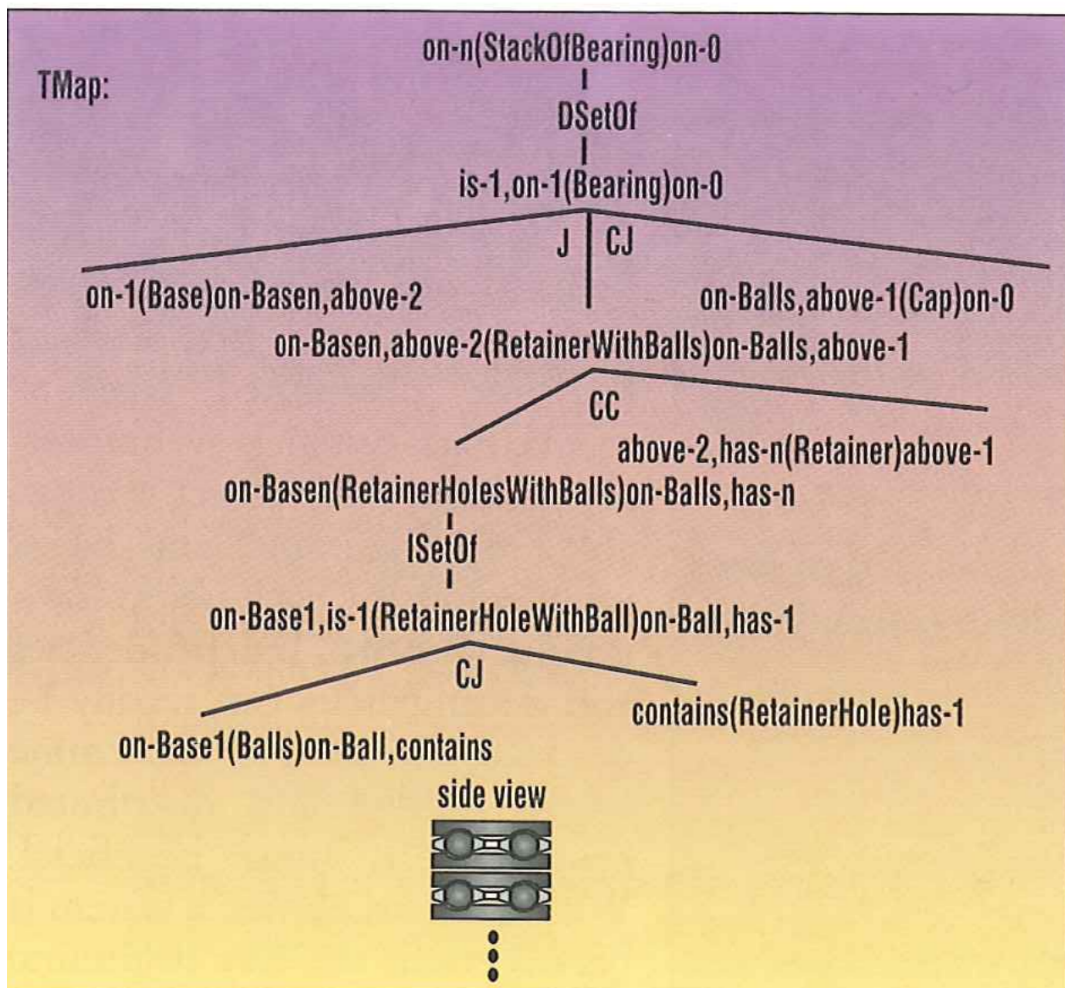 on-n(StackOfBearing)on-0
TMap:
DSetOf
is-1,on-1(Bearing)on-0
J CJ
on-1(Base)on-Basen,above-2
on-Balls,above-1(Cap)on-0
on-Basen,above-2(RetainerWithBalls)on-Balls,above-1
CC
above-2,has-n(Retainer)above-1
on-Basen(RetainerHolesWithBalls)on-Balls,has-n
ISetOf
on-Base1,is-1(RetainerHoleWithBall)on-Ball,has-1
CJ
contains(RetainerHole)has-1
on-Base1(Balls)on-Ball,contains
side view